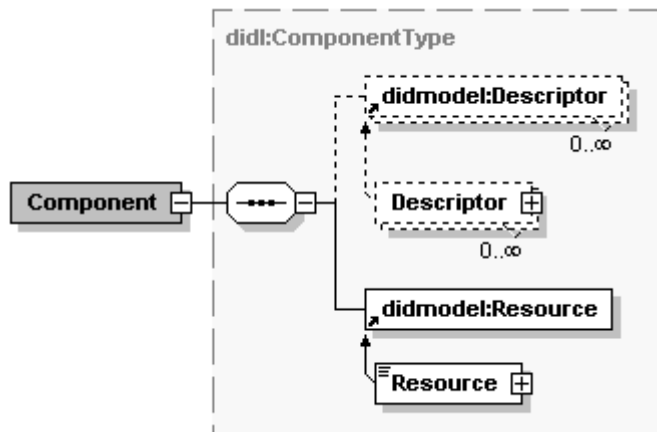 didl:ComponentType
didmodel:Descriptor
0..∞
Component
Descriptor
0..∞
didmodel:Resource
Resource